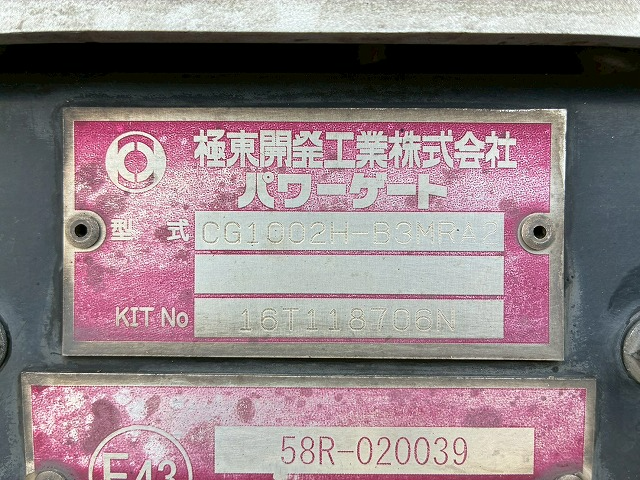 極東開発工業株式会社
パワーゲート
型式 CG1002H-B3MRA2
KIT No 16T118706N
58R-020039
E43